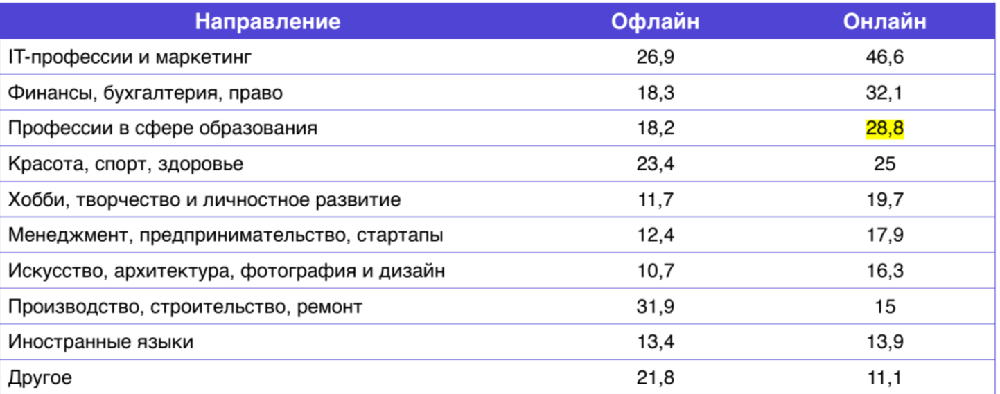 Направление Офлайн Онлайн
IT-профессии и маркетинг 26,9 46,6
Финансы, бухгалтерия, право 18,3 32,1
Профессии в сфере образования 18,2 28,8
Красота, спорт, здоровье 23,4 25
Хобби, творчество и личностное развитие 11,7 19,7
Менеджмент, предпринимательство, стартапы 12,4 17,9
Искусство, архитектура, фотография и дизайн 10,7 16,3
Производство, строительство, ремонт 31,9 15
Иностранные языки 13,4 13,9
Другое 21,8 11,1